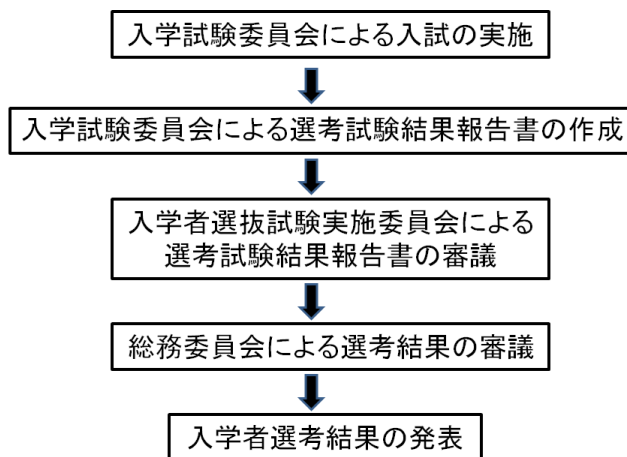 入学試験委員会による入試の実施
入学試験委員会による選考試験結果報告書の作成
入学者選抜試験実施委員会による
選考試験結果報告書の審議
総務委員会による選考結果の審議
入学者選考結果の発表